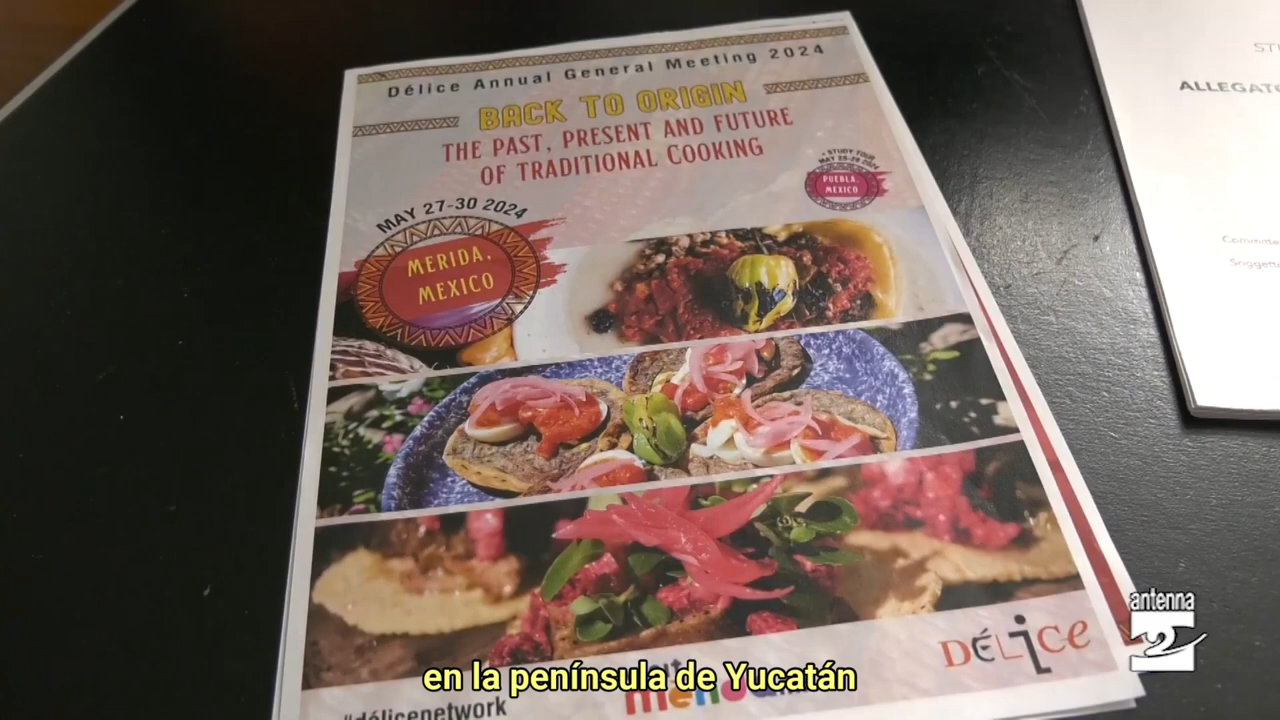 Délice Annual General Meeting 2024
BACK TO ORIGIN
THE PAST, PRESENT AND FUTURE
OF TRADITIONAL COOKING
+ STUDY TOUR
PUEBLA,
MEXICO
MAY 27-30 2024
MERIDA,
MEXICO
DÉLiCE
#délicenetwork
en la península de Yucatán
antenna
2
ALLEGATO